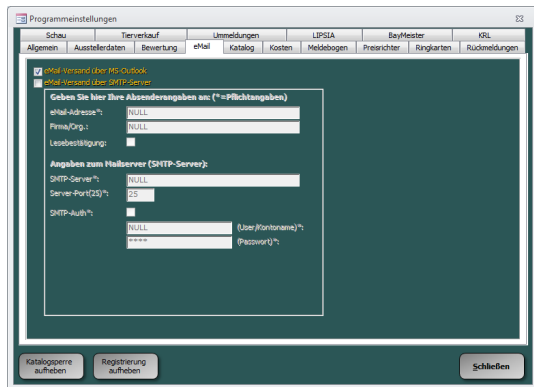 Programmeinstellungen
Schau Tierverkauf Ummeldungen LIPSIA BayMeister KRL
Allgemein Ausstellerdaten Bewertung eMail Katalog Kosten Meldebogen Preisrichter Ringkarten Rückmeldungen
eMail-Versand über MS-Outlook
eMail-Versand über SMTP-Server
Geben Sie hier Ihre Absenderangaben an: (*=Pflichtangaben)
eMail-Adresse*: NULL
Firma/Org.: NULL
Lesebestätigung:
Angaben zum Mailserver (SMTP-Server):
SMTP-Server*: NULL
Server-Port(25)*: 25
SMTP-Auth*:
NULL (User/Kontoname)*:
**** (Passwort)*:
Katalogsperre aufheben
Registrierung aufheben
Schließen